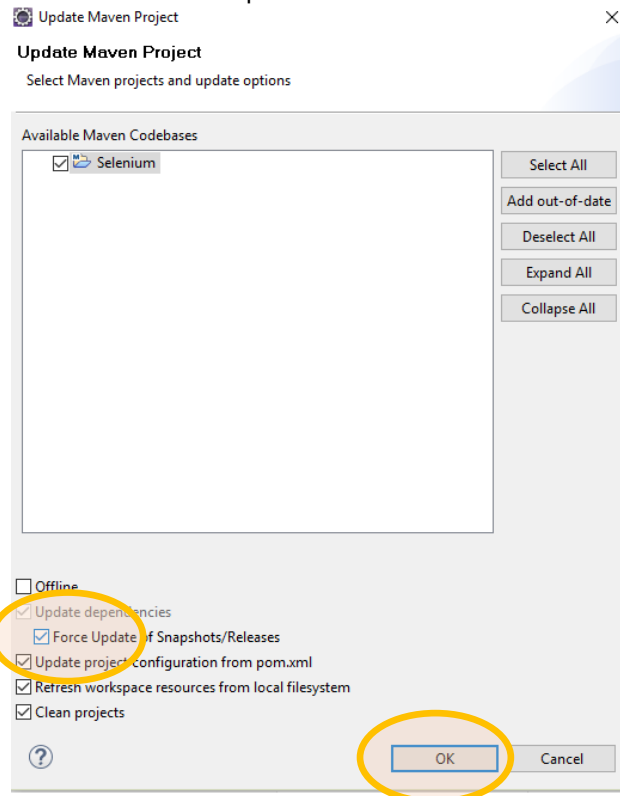 Update Maven Project
Update Maven Project
Select Maven projects and update options
Available Maven Codebases
Selenium
Select All
Add out-of-date
Deselect All
Expand All
Collapse All
Offline
Update dependencies
Force Update of Snapshots/Releases
Update project configuration from pom.xml
Refresh workspace resources from local filesystem
Clean projects
?
OK Cancel